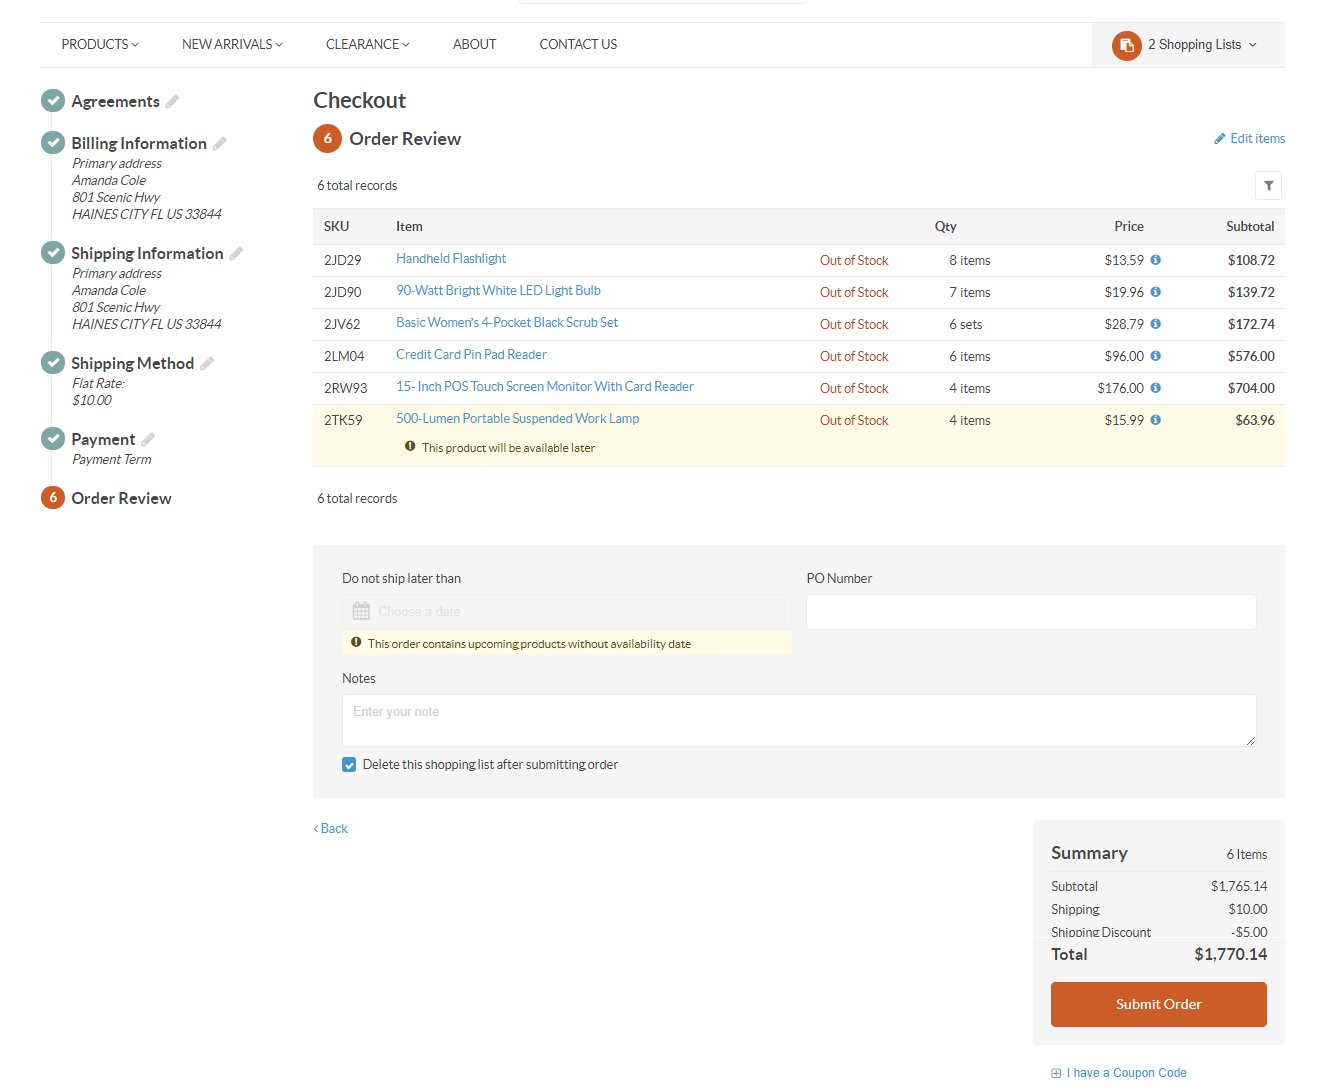 PRODUCTS NEW ARRIVALS CLEARANCE ABOUT CONTACT US 2 Shopping Lists
Agreements
Billing Information
Primary address
Amanda Cole
801 Scenic Hwy
HAINES CITY FL US 33844
Shipping Information
Primary address
Amanda Cole
801 Scenic Hwy
HAINES CITY FL US 33844
Shipping Method
Flat Rate:
$10.00
Payment
Payment Term
6 Order Review
Checkout
6 Order Review Edit items
6 total records
SKU Item Qty Price Subtotal
2JD29 Handheld Flashlight Out of Stock 8 items $13.59 $108.72
2JD90 90-Watt Bright White LED Light Bulb Out of Stock 7 items $19.96 $139.72
2JV62 Basic Women's 4-Pocket Black Scrub Set Out of Stock 6 sets $28.79 $172.74
2LM04 Credit Card Pin Pad Reader Out of Stock 6 items $96.00 $576.00
2RW93 15- Inch POS Touch Screen Monitor With Card Reader Out of Stock 4 items $176.00 $704.00
2TK59 500-Lumen Portable Suspended Work Lamp Out of Stock 4 items $15.99 $63.96
This product will be available later
6 total records
Do not ship later than PO Number
Choose a date
This order contains upcoming products without availability date
Notes
Enter your note
Delete this shopping list after submitting order
Back
Summary 6 Items
Subtotal $1,765.14
Shipping $10.00
Shipping Discount -$5.00
Total $1,770.14
Submit Order
I have a Coupon Code